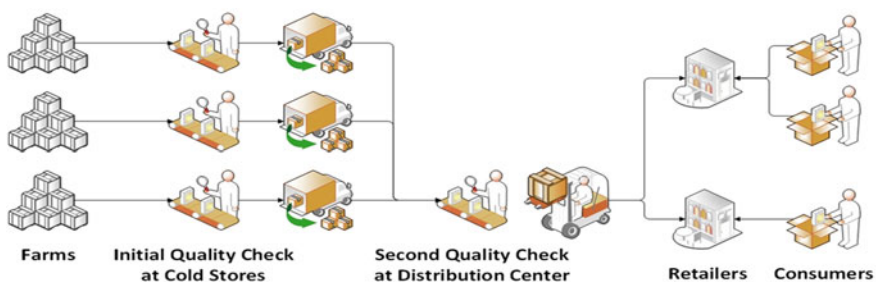 Farms
Initial Quality Check
at Cold Stores
Second Quality Check
at Distribution Center
Retailers
Consumers